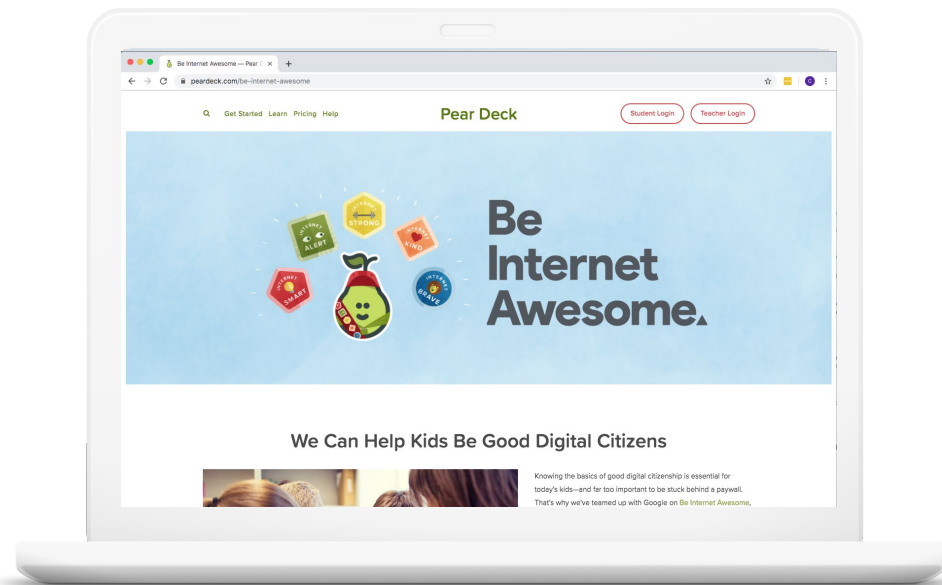 Be Internet Awesome — Pear D
peardeck.com/be-internet-awesome
Get Started Learn Pricing Help
Pear Deck
Student Login
Teacher Login
INTERNET
STRONG
INTERNET
ALERT
INTERNET
KIND
INTERNET
SMART
INTERNET
BRAVE
Be
Internet
Awesome.
We Can Help Kids Be Good Digital Citizens
Knowing the basics of good digital citizenship is essential for
today's kids—and far too important to be stuck behind a paywall.
That's why we've teamed up with Google on Be Internet Awesome,